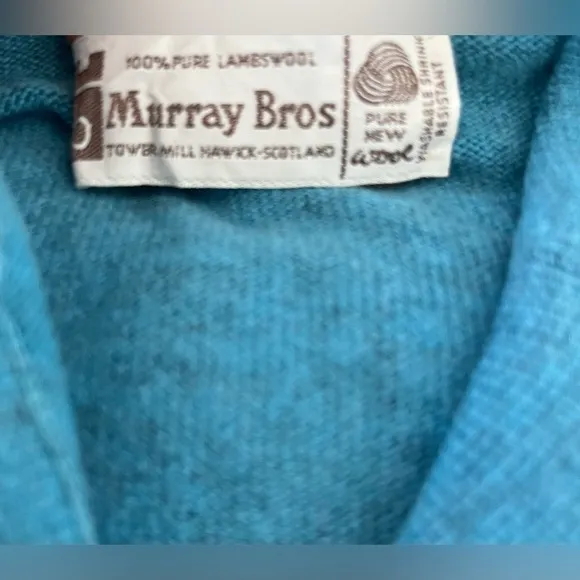 100% PURE LAMBSWOOL
Murray Bros
TOWER MILL HAWICK-SCOTLAND
PURE
NEW
wool
WASHABLE SHRINK
RESISTANT